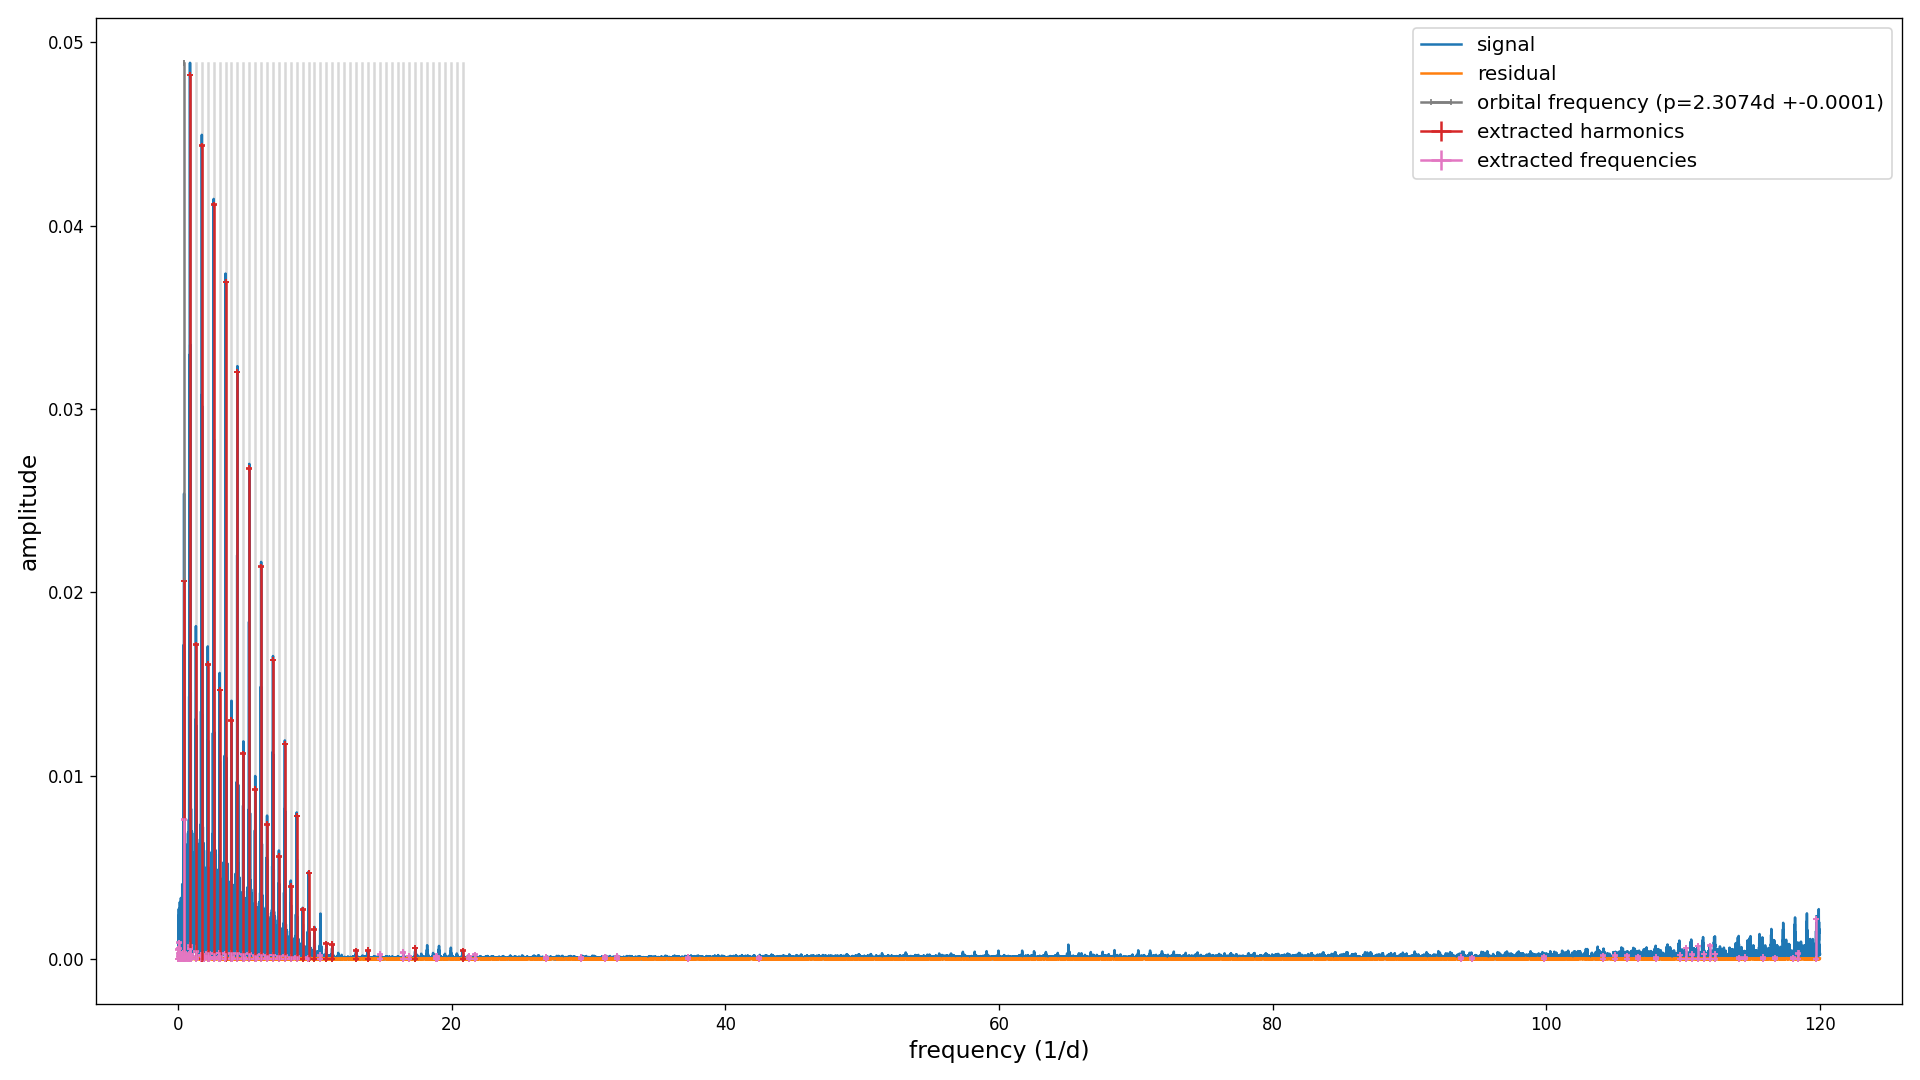 0.05
0.04
0.03
0.02
0.01
0.00
amplitude
0
20
40
60
80
100
120
frequency (1/d)
signal
residual
orbital frequency (p=2.3074d +-0.0001)
extracted harmonics
extracted frequencies